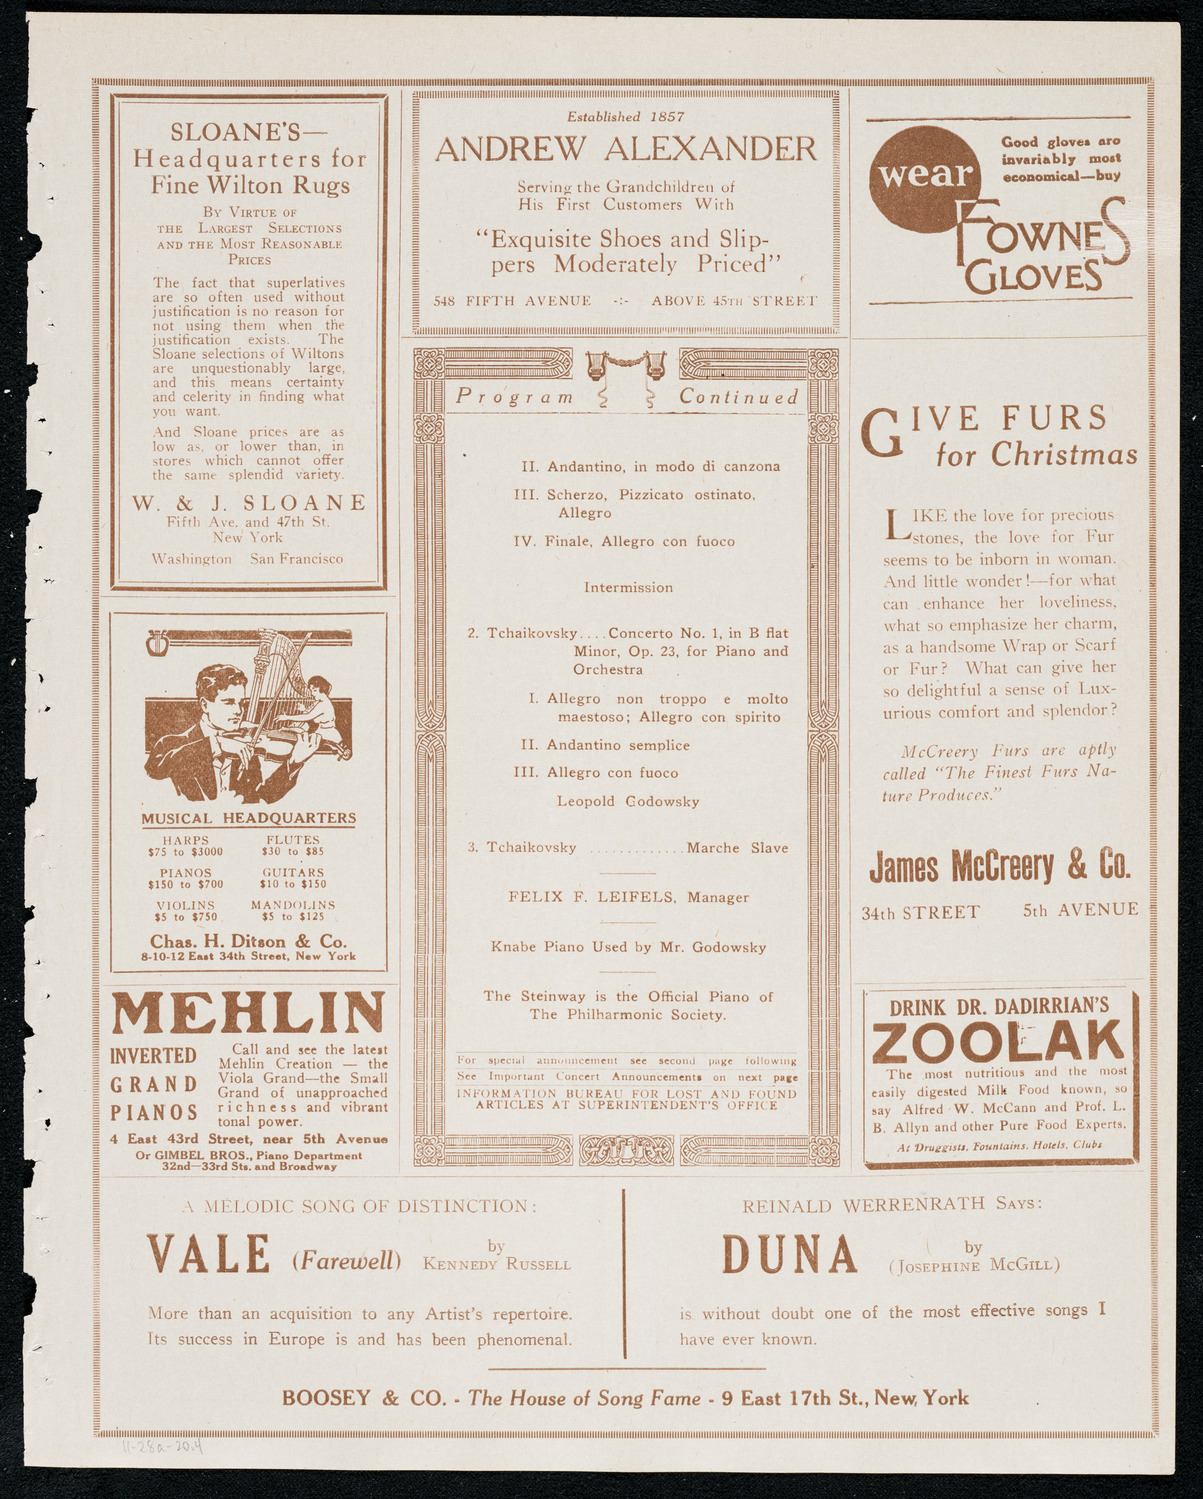 SLOANE'S—
Headquarters for
Fine Wilton Rugs
BY VIRTUE OF
THE LARGEST SELECTIONS
AND THE MOST REASONABLE
PRICES
The fact that superlatives
are so often used without
justification is no reason for
not using them when the
justification exists. The
Sloane selections of Wiltons
are unquestionably large,
and this means certainty
and celerity in finding what
you want.
And Sloane prices are as
low as, or lower than, in
stores which cannot offer
the same splendid variety.
W. & J. SLOANE
Fifth Ave. and 47th St.
New York
Washington San Francisco
MUSICAL HEADQUARTERS
HARPS FLUTES
$75 to $3000 $30 to $85
PIANOS GUITARS
$150 to $700 $10 to $150
VIOLINS MANDOLINS
$5 to $750 $5 to $125
Chas. H. Ditson & Co.
8-10-12 East 34th Street, New York
MEHLIN
INVERTED
GRAND
PIANOS
Call and see the latest
Mehlin Creation — the
Viola Grand—the Small
Grand of unapproached
richness and vibrant
tonal power.
4 East 43rd Street, near 5th Avenue
Or GIMBEL BROS., Piano Department
32nd—33rd Sts. and Broadway
Established 1857
ANDREW ALEXANDER
Serving the Grandchildren of
His First Customers With
"Exquisite Shoes and Slip-
pers Moderately Priced"
548 FIFTH AVENUE -:- ABOVE 45TH STREET
Program Continued
II. Andantino, in modo di canzona
III. Scherzo, Pizzicato ostinato,
Allegro
IV. Finale, Allegro con fuoco
Intermission
2. Tchaikovsky....Concerto No. 1, in B flat
Minor, Op. 23, for Piano and
Orchestra
I. Allegro non troppo e molto
maestoso; Allegro con spirito
II. Andantino semplice
III. Allegro con fuoco
Leopold Godowsky
3. Tchaikovsky .............Marche Slave
FELIX F. LEIFELS, Manager
Knabe Piano Used by Mr. Godowsky
The Steinway is the Official Piano of
The Philharmonic Society.
For special announcement see second page following
See Important Concert Announcements on next page
INFORMATION BUREAU FOR LOST AND FOUND
ARTICLES AT SUPERINTENDENT'S OFFICE
Good gloves are
invariably most
economical—buy
wear
FOWNES
GLOVES
GIVE FURS
for Christmas
LIKE the love for precious
stones, the love for Fur
seems to be inborn in woman.
And little wonder!—for what
can enhance her loveliness,
what so emphasize her charm,
as a handsome Wrap or Scarf
or Fur? What can give her
so delightful a sense of Lux-
urious comfort and splendor?
McCreery Furs are aptly
called "The Finest Furs Na-
ture Produces."
James McCreery & Co.
34th STREET 5th AVENUE
DRINK DR. DADIRRIAN'S
ZOOLAK
The most nutritious and the most
easily digested Milk Food known, so
say Alfred W. McCann and Prof. L.
B. Allyn and other Pure Food Experts.
At Druggists, Fountains, Hotels, Clubs
A MELODIC SONG OF DISTINCTION:
VALE (Farewell) by KENNEDY RUSSELL
More than an acquisition to any Artist's repertoire.
Its success in Europe is and has been phenomenal.
REINALD WERRENRATH SAYS:
DUNA by (JOSEPHINE MCGILL)
is without doubt one of the most effective songs I
have ever known.
BOOSEY & CO. - The House of Song Fame - 9 East 17th St., New York
11-28a-20.4